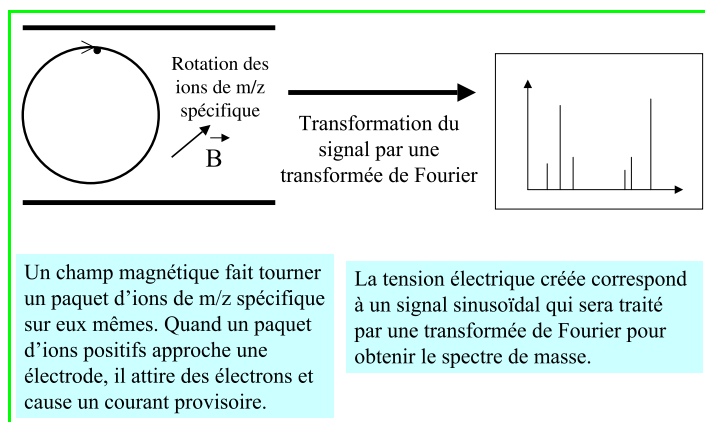 Rotation des
ions de m/z
spécifique
B
Transformation du
signal par une
transformée de Fourier
Un champ magnétique fait tourner
un paquet d’ions de m/z spécifique
sur eux mêmes. Quand un paquet
d’ions positifs approche une
électrode, il attire des électrons et
cause un courant provisoire.
La tension électrique créée correspond
à un signal sinusoïdal qui sera traité
par une transformée de Fourier pour
obtenir le spectre de masse.